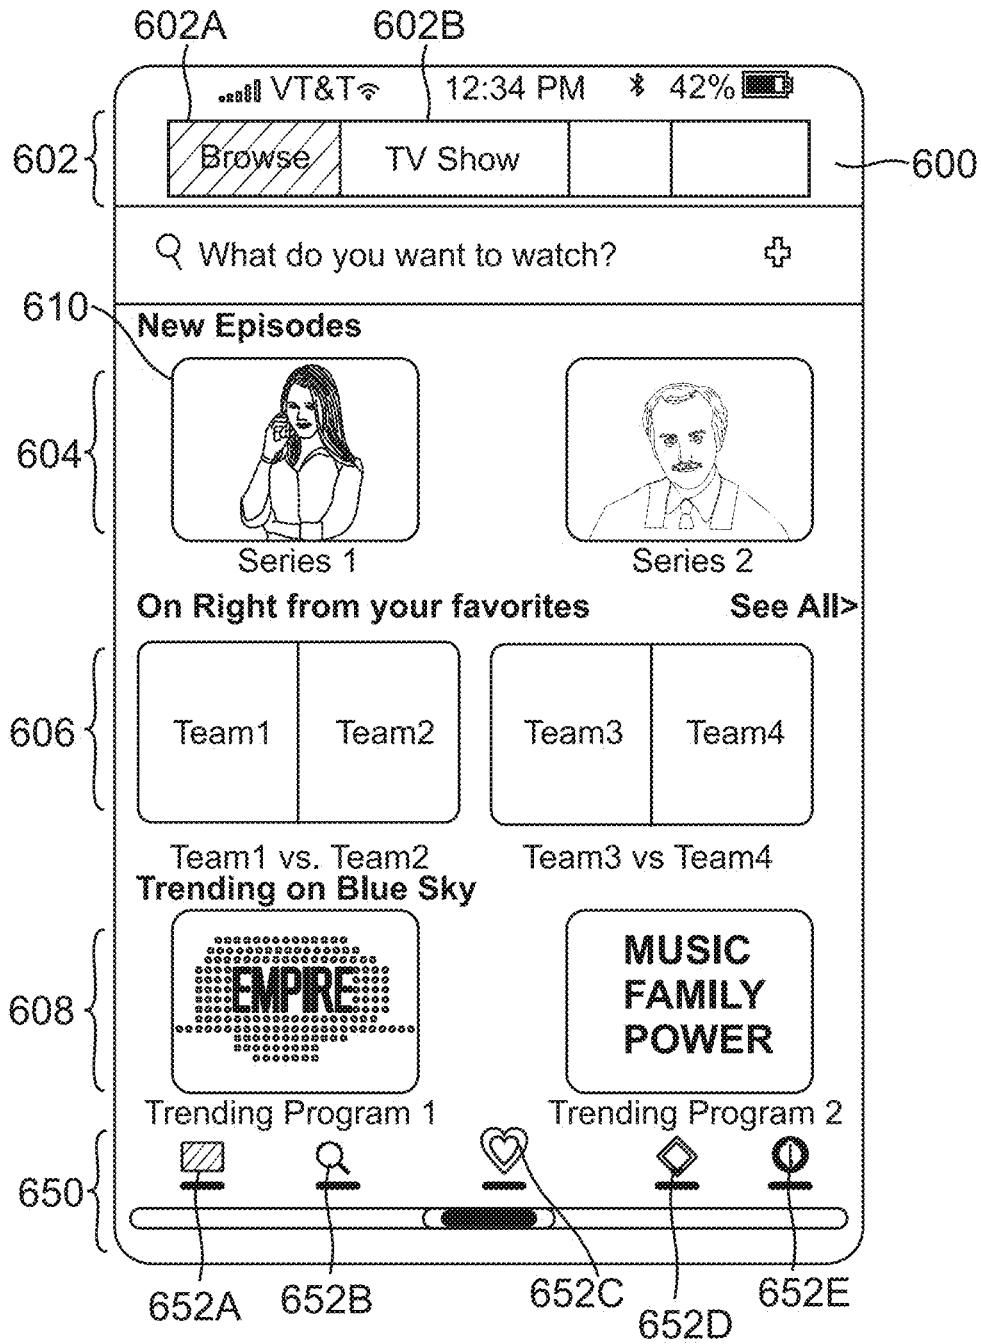 602A 602B
VT&T 12:34 PM 42%
602 Browse TV Show 600
What do you want to watch?
610
New Episodes
604
Series 1 Series 2
On Right from your favorites See All>
606 Team1 Team2 Team3 Team4
Team1 vs. Team2 Team3 vs Team4
Trending on Blue Sky
608 EMPIRE MUSIC
FAMILY
POWER
Trending Program 1 Trending Program 2
650
652A 652B 652C 652D 652E